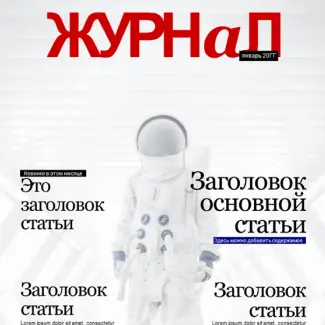 ЖУРНаЛ
январь 20ГГ
Новинки в этом месяце
Это
заголовок
статьи
Заголовок
основной
статьи
Здесь можно добавить содержимое
Заголовок
статьи
Lorem ipsum dolor sit amet, consectetur
Заголовок
статьи
Lorem ipsum dolor sit amet, consectetur